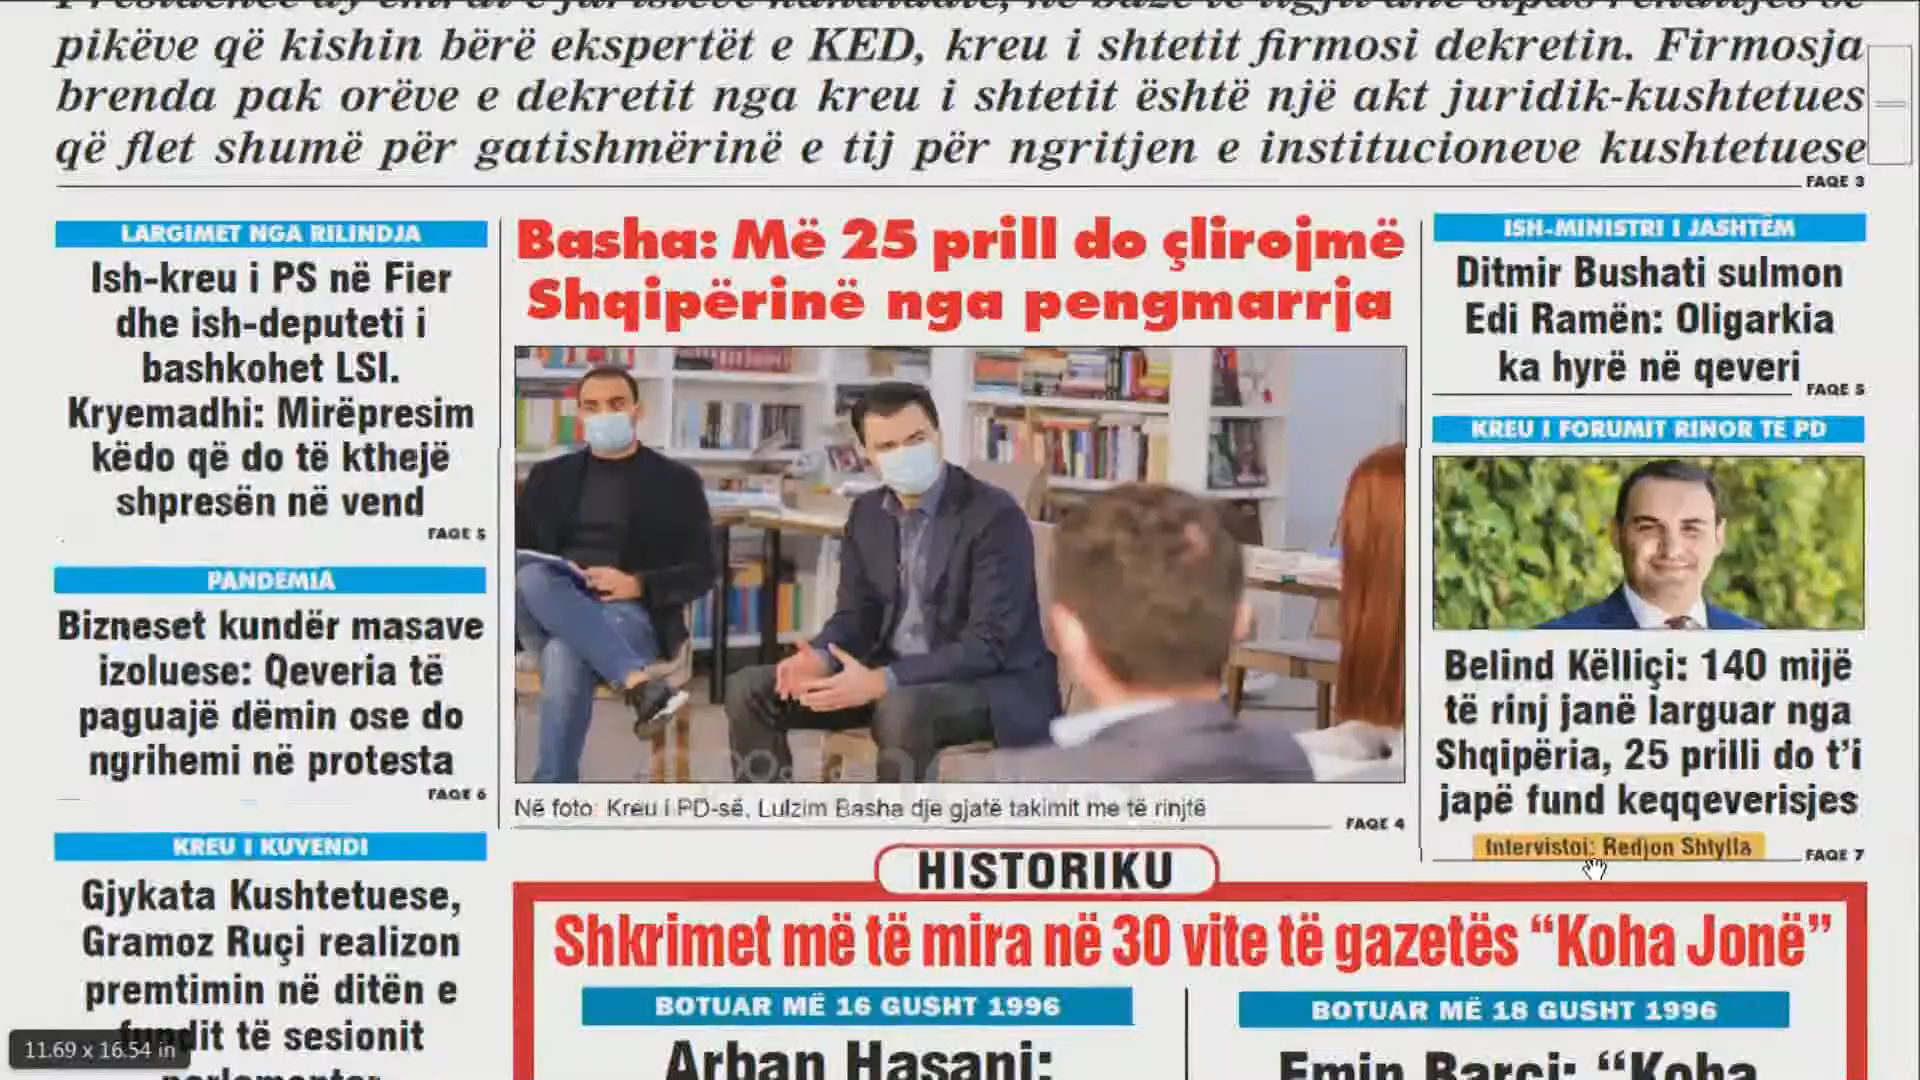 pikëve që kishin bërë ekspertët e KED, kreu i shtetit firmosi dekretin. Firmosja
brenda pak orëve e dekretit nga kreu i shtetit është një akt juridik-kushtetues
që flet shumë për gatishmërinë e tij për ngritjen e institucioneve kushtetuese
FAQE 3
LARGIMET NGA RILINDJA
Ish-kreu i PS në Fier
dhe ish-deputeti i
bashkohet LSI.
Kryemadhi: Mirëpresim
këdo që do të kthejë
shpresën në vend
FAQE 5
PANDEMIA
Bizneset kundër masave
izoluese: Qeveria të
paguajë dëmin ose do
ngrihemi në protesta
FAQE 6
KREU I KUVENDI
Gjykata Kushtetuese,
Gramoz Ruçi realizon
premtimin në ditën e
fundit të sesionit
parlamentar
11.69 x 16.54 in
Basha: Më 25 prill do çlirojmë
Shqipërinë nga pengmarrja
Në foto: Kreu i PD-së, Lulzim Basha dje gjatë takimit me të rinjtë
FAQE 4
ISH-MINISTRI I JASHTËM
Ditmir Bushati sulmon
Edi Ramën: Oligarkia
ka hyrë në qeveri
FAQE 5
KREU I FORUMIT RINOR TË PD
Belind Këlliçi: 140 mijë
të rinj janë larguar nga
Shqipëria, 25 prilli do t'i
japë fund keqqeverisjes
Intervistoi: Redjon Shtylla
FAQE 7
HISTORIKU
Shkrimet më të mira në 30 vite të gazetës “Koha Jonë”
BOTUAR MË 16 GUSHT 1996
Arban Hasani:
BOTUAR MË 18 GUSHT 1996
Emin Barçi: “Koha